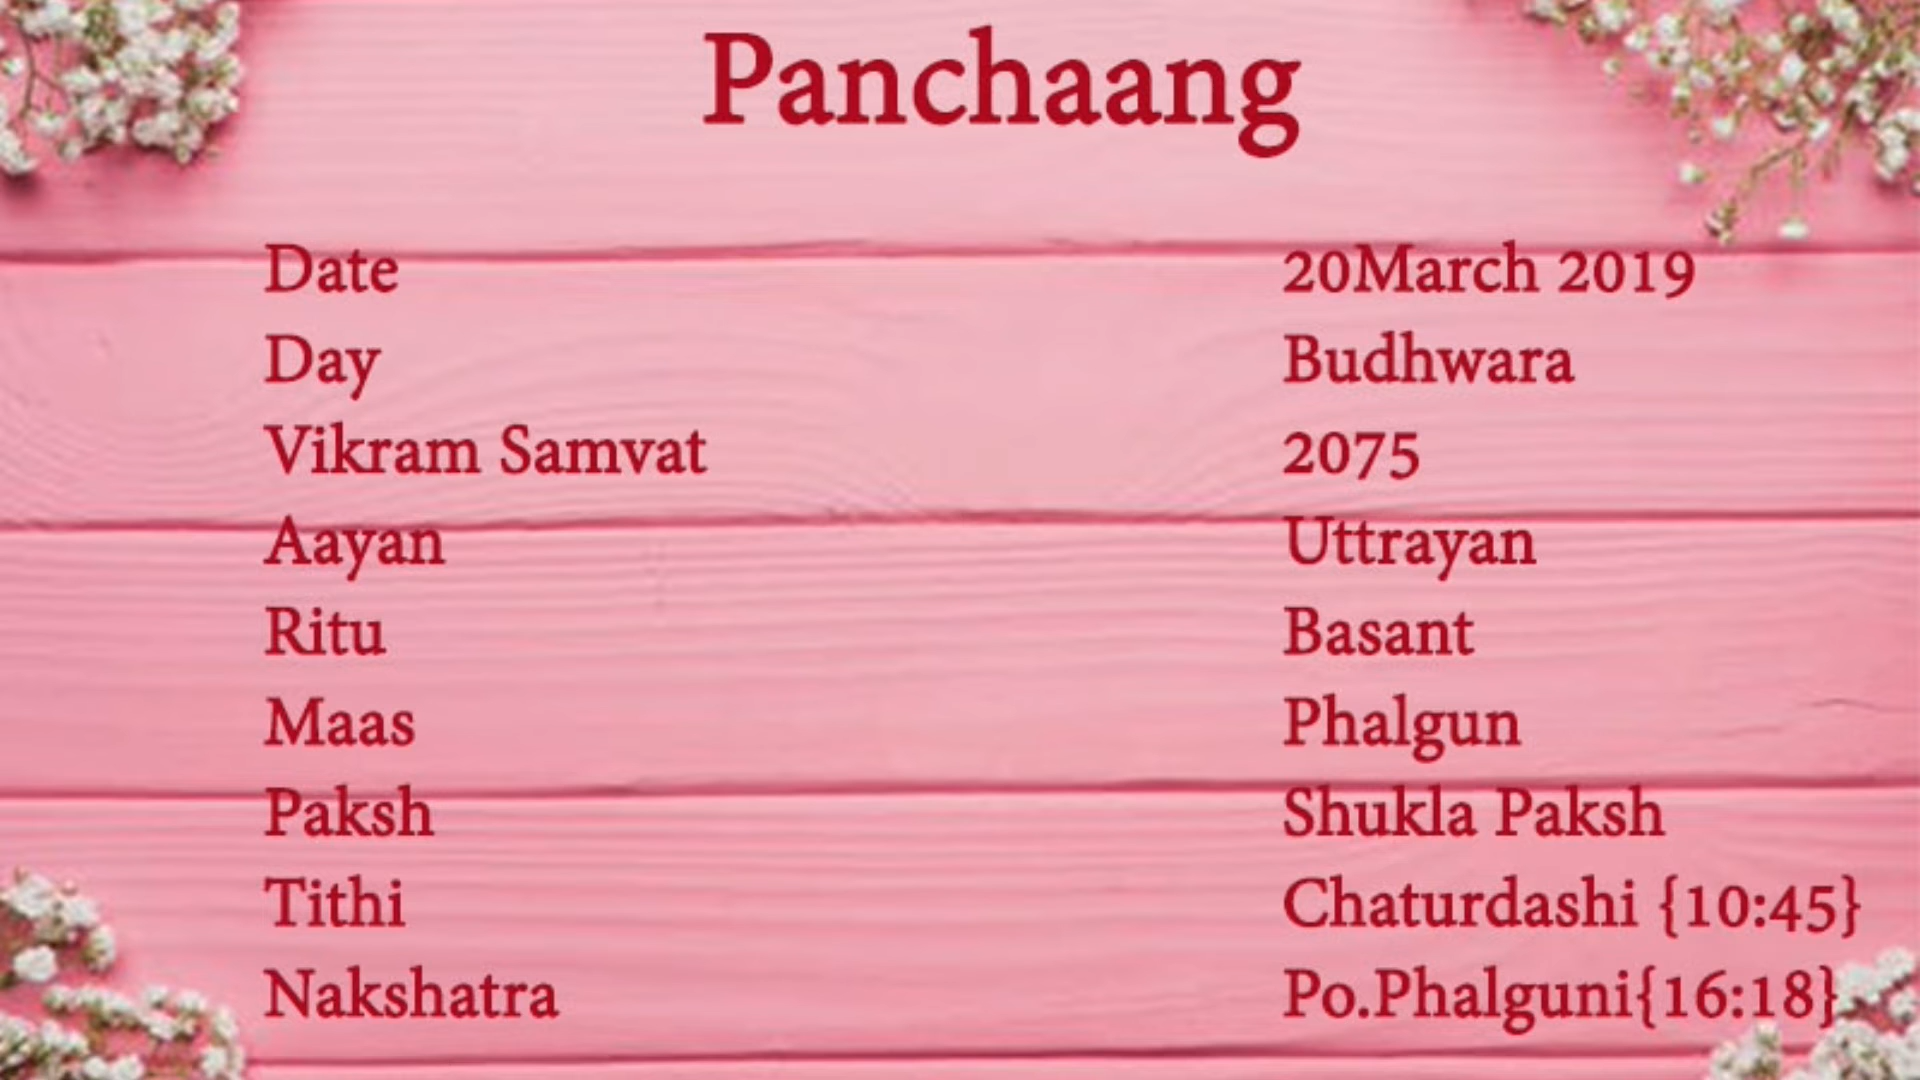 Panchaang
Date 20March 2019
Day Budhwara
Vikram Samvat 2075
Aayan Uttrayan
Ritu Basant
Maas Phalgun
Paksh Shukla Paksh
Tithi Chaturdashi {10:45}
Nakshatra Po.Phalguni{16:18}